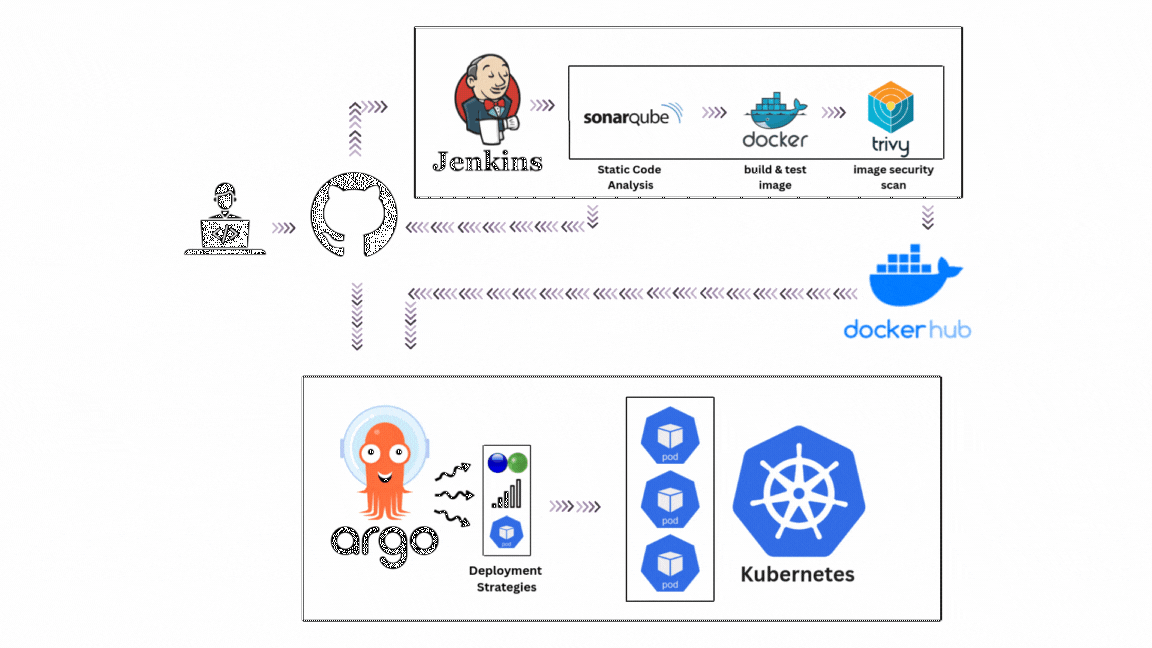 Jenkins
sonarqube
docker
trivy
Static Code
Analysis
build & test
image
image security
scan
</>
docker hub
argo
pod
Deployment
Strategies
pod
pod
pod
Kubernetes